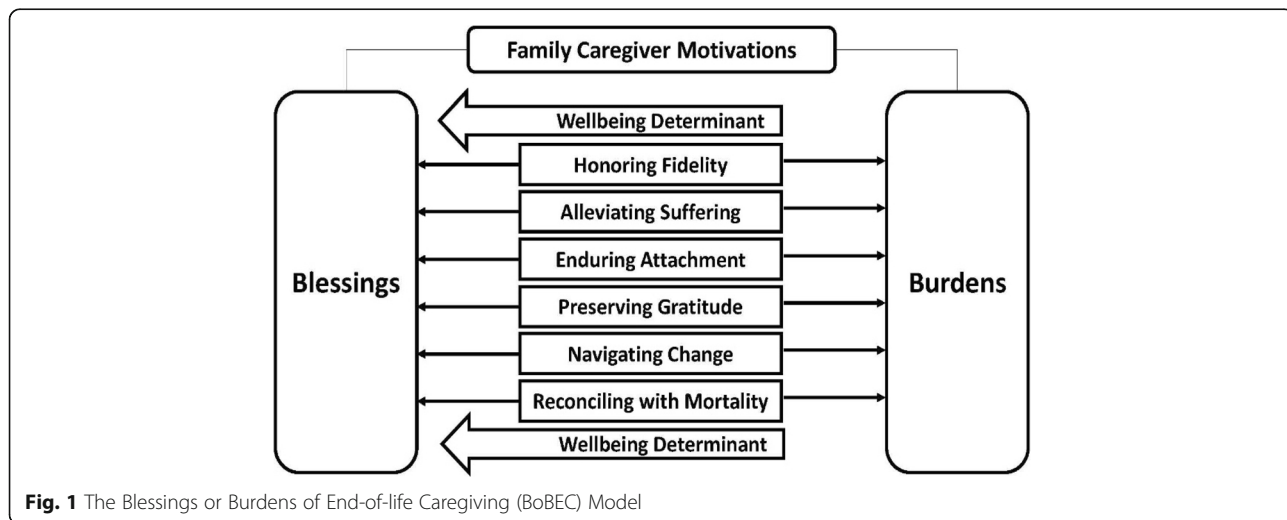 Family Caregiver Motivations
Wellbeing Determinant
Honoring Fidelity
Alleviating Suffering
Enduring Attachment
Blessings
Burdens
Preserving Gratitude
Navigating Change
Reconciling with Mortality
Wellbeing Determinant
Fig. 1 The Blessings or Burdens of End-of-life Caregiving (BoBEC) Model